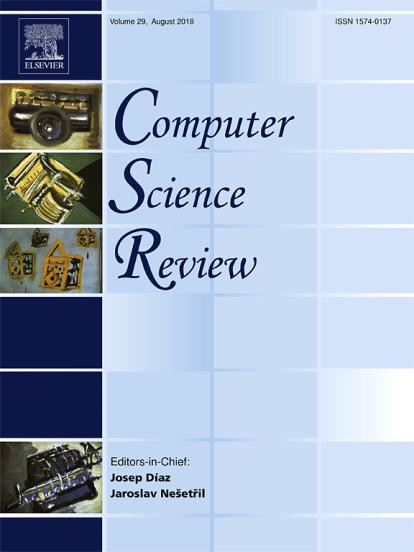 Volume 29, August 2018
ISSN 1574-0137
ELSEVIER
Computer
Science
Review
Editors-in-Chief:
Josep Díaz
Jaroslav Nešetřil